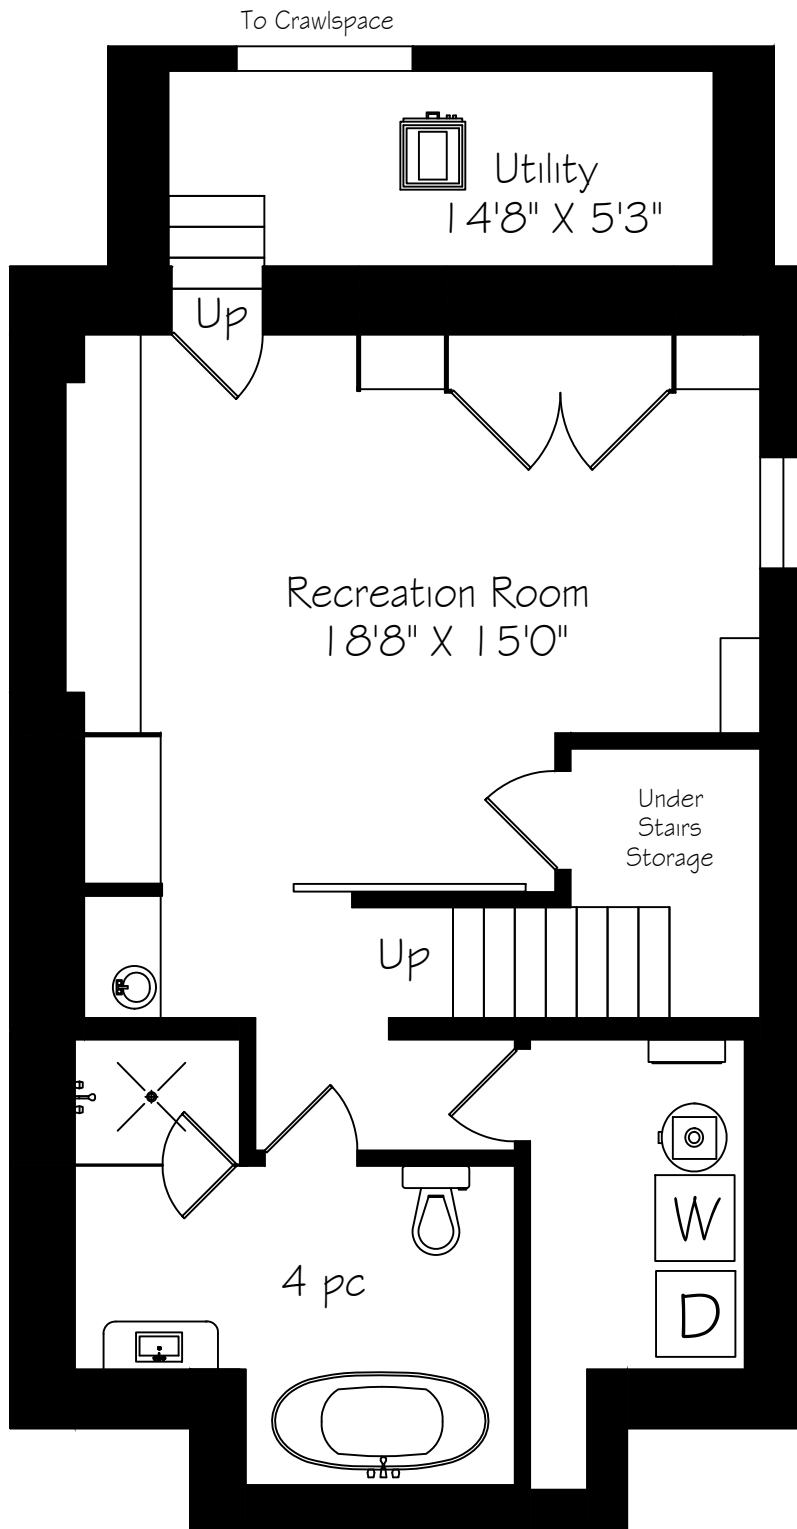 To Crawlspace
Utility
14'8" X 5'3"
Up
Recreation Room
18'8" X 15'0"
Under
Stairs
Storage
Up
W
4 pc
D